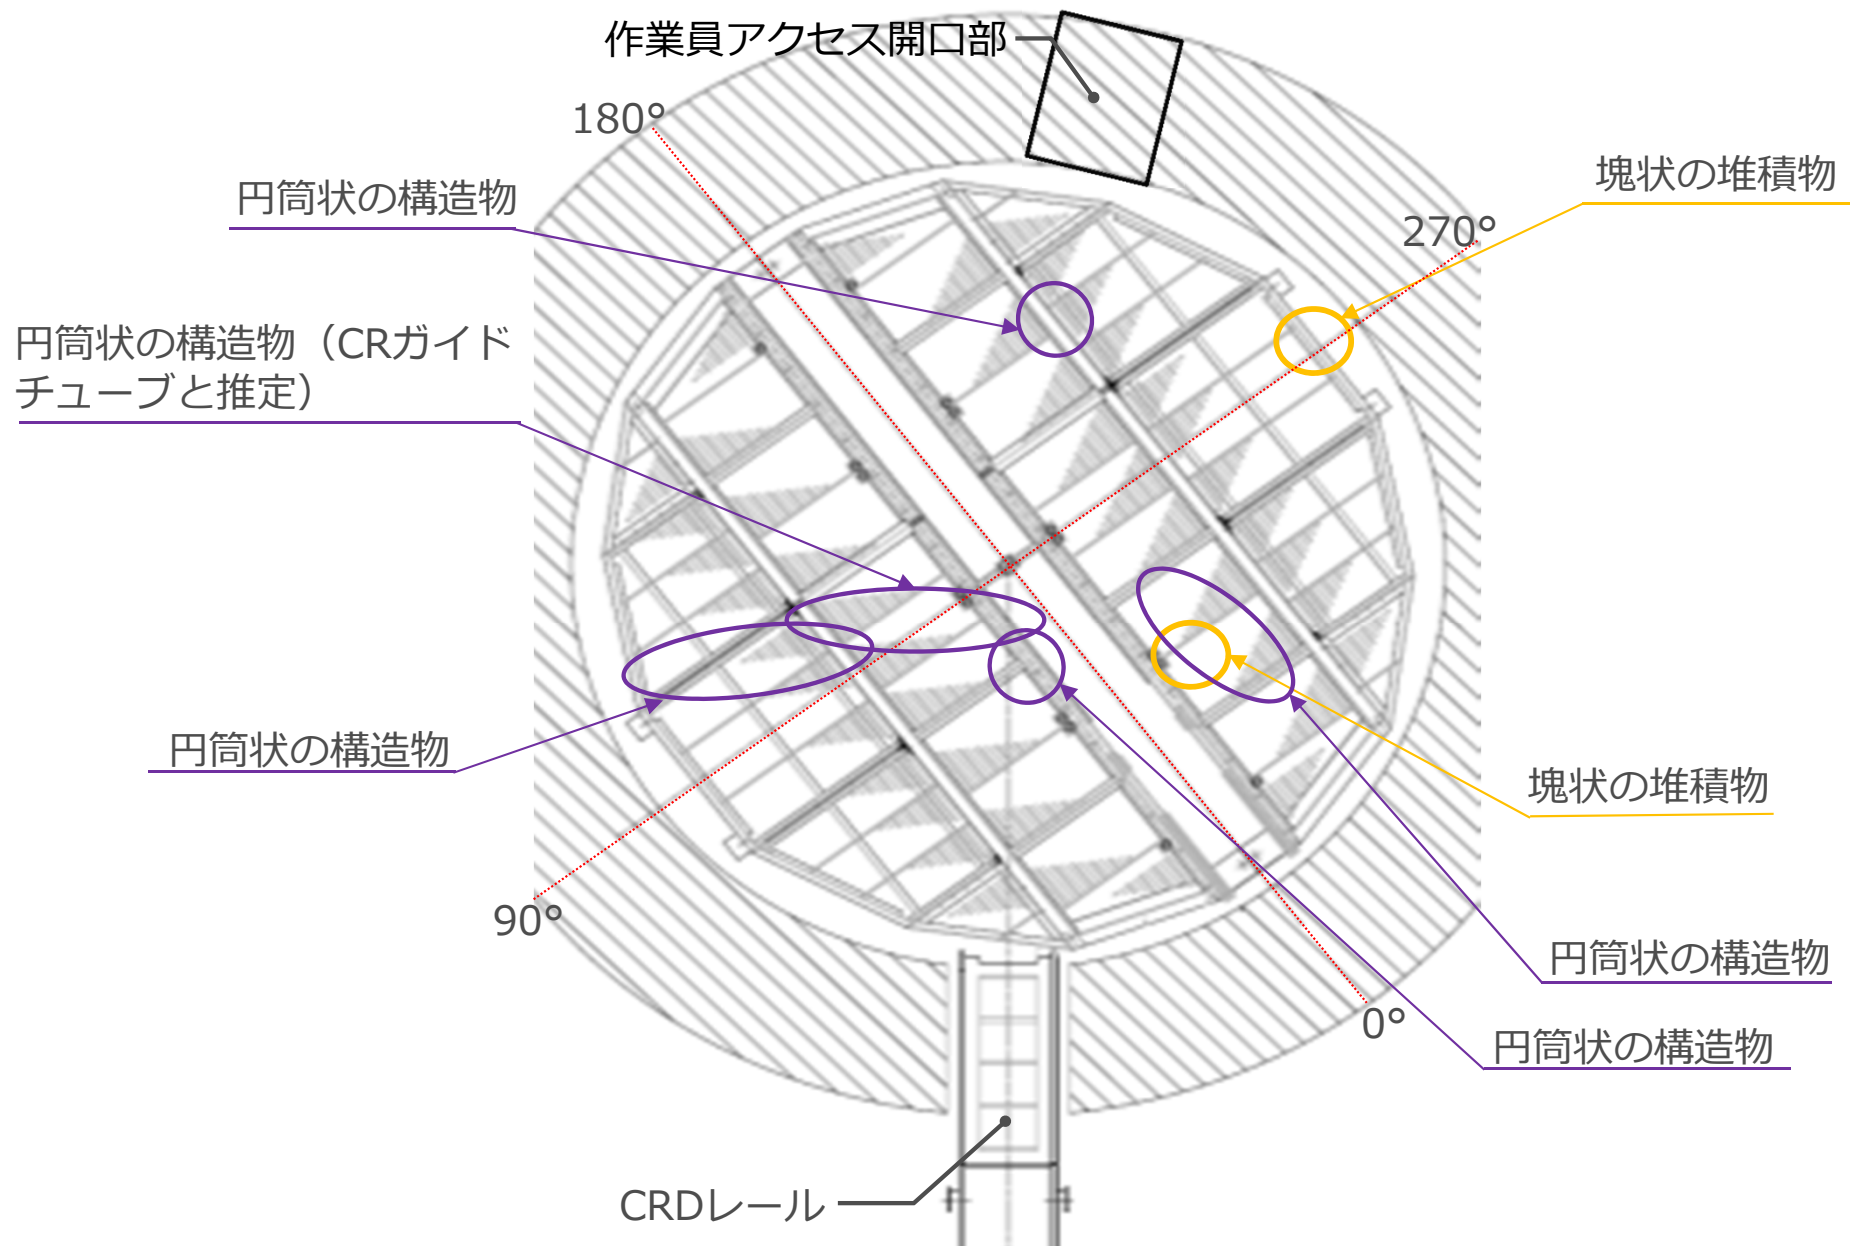 作業員アクセス開口部
180°
塊状の堆積物
円筒状の構造物
270°
円筒状の構造物（CRガイド
チューブと推定）
円筒状の構造物
塊状の堆積物
90°
円筒状の構造物
0°
円筒状の構造物
CRDレール